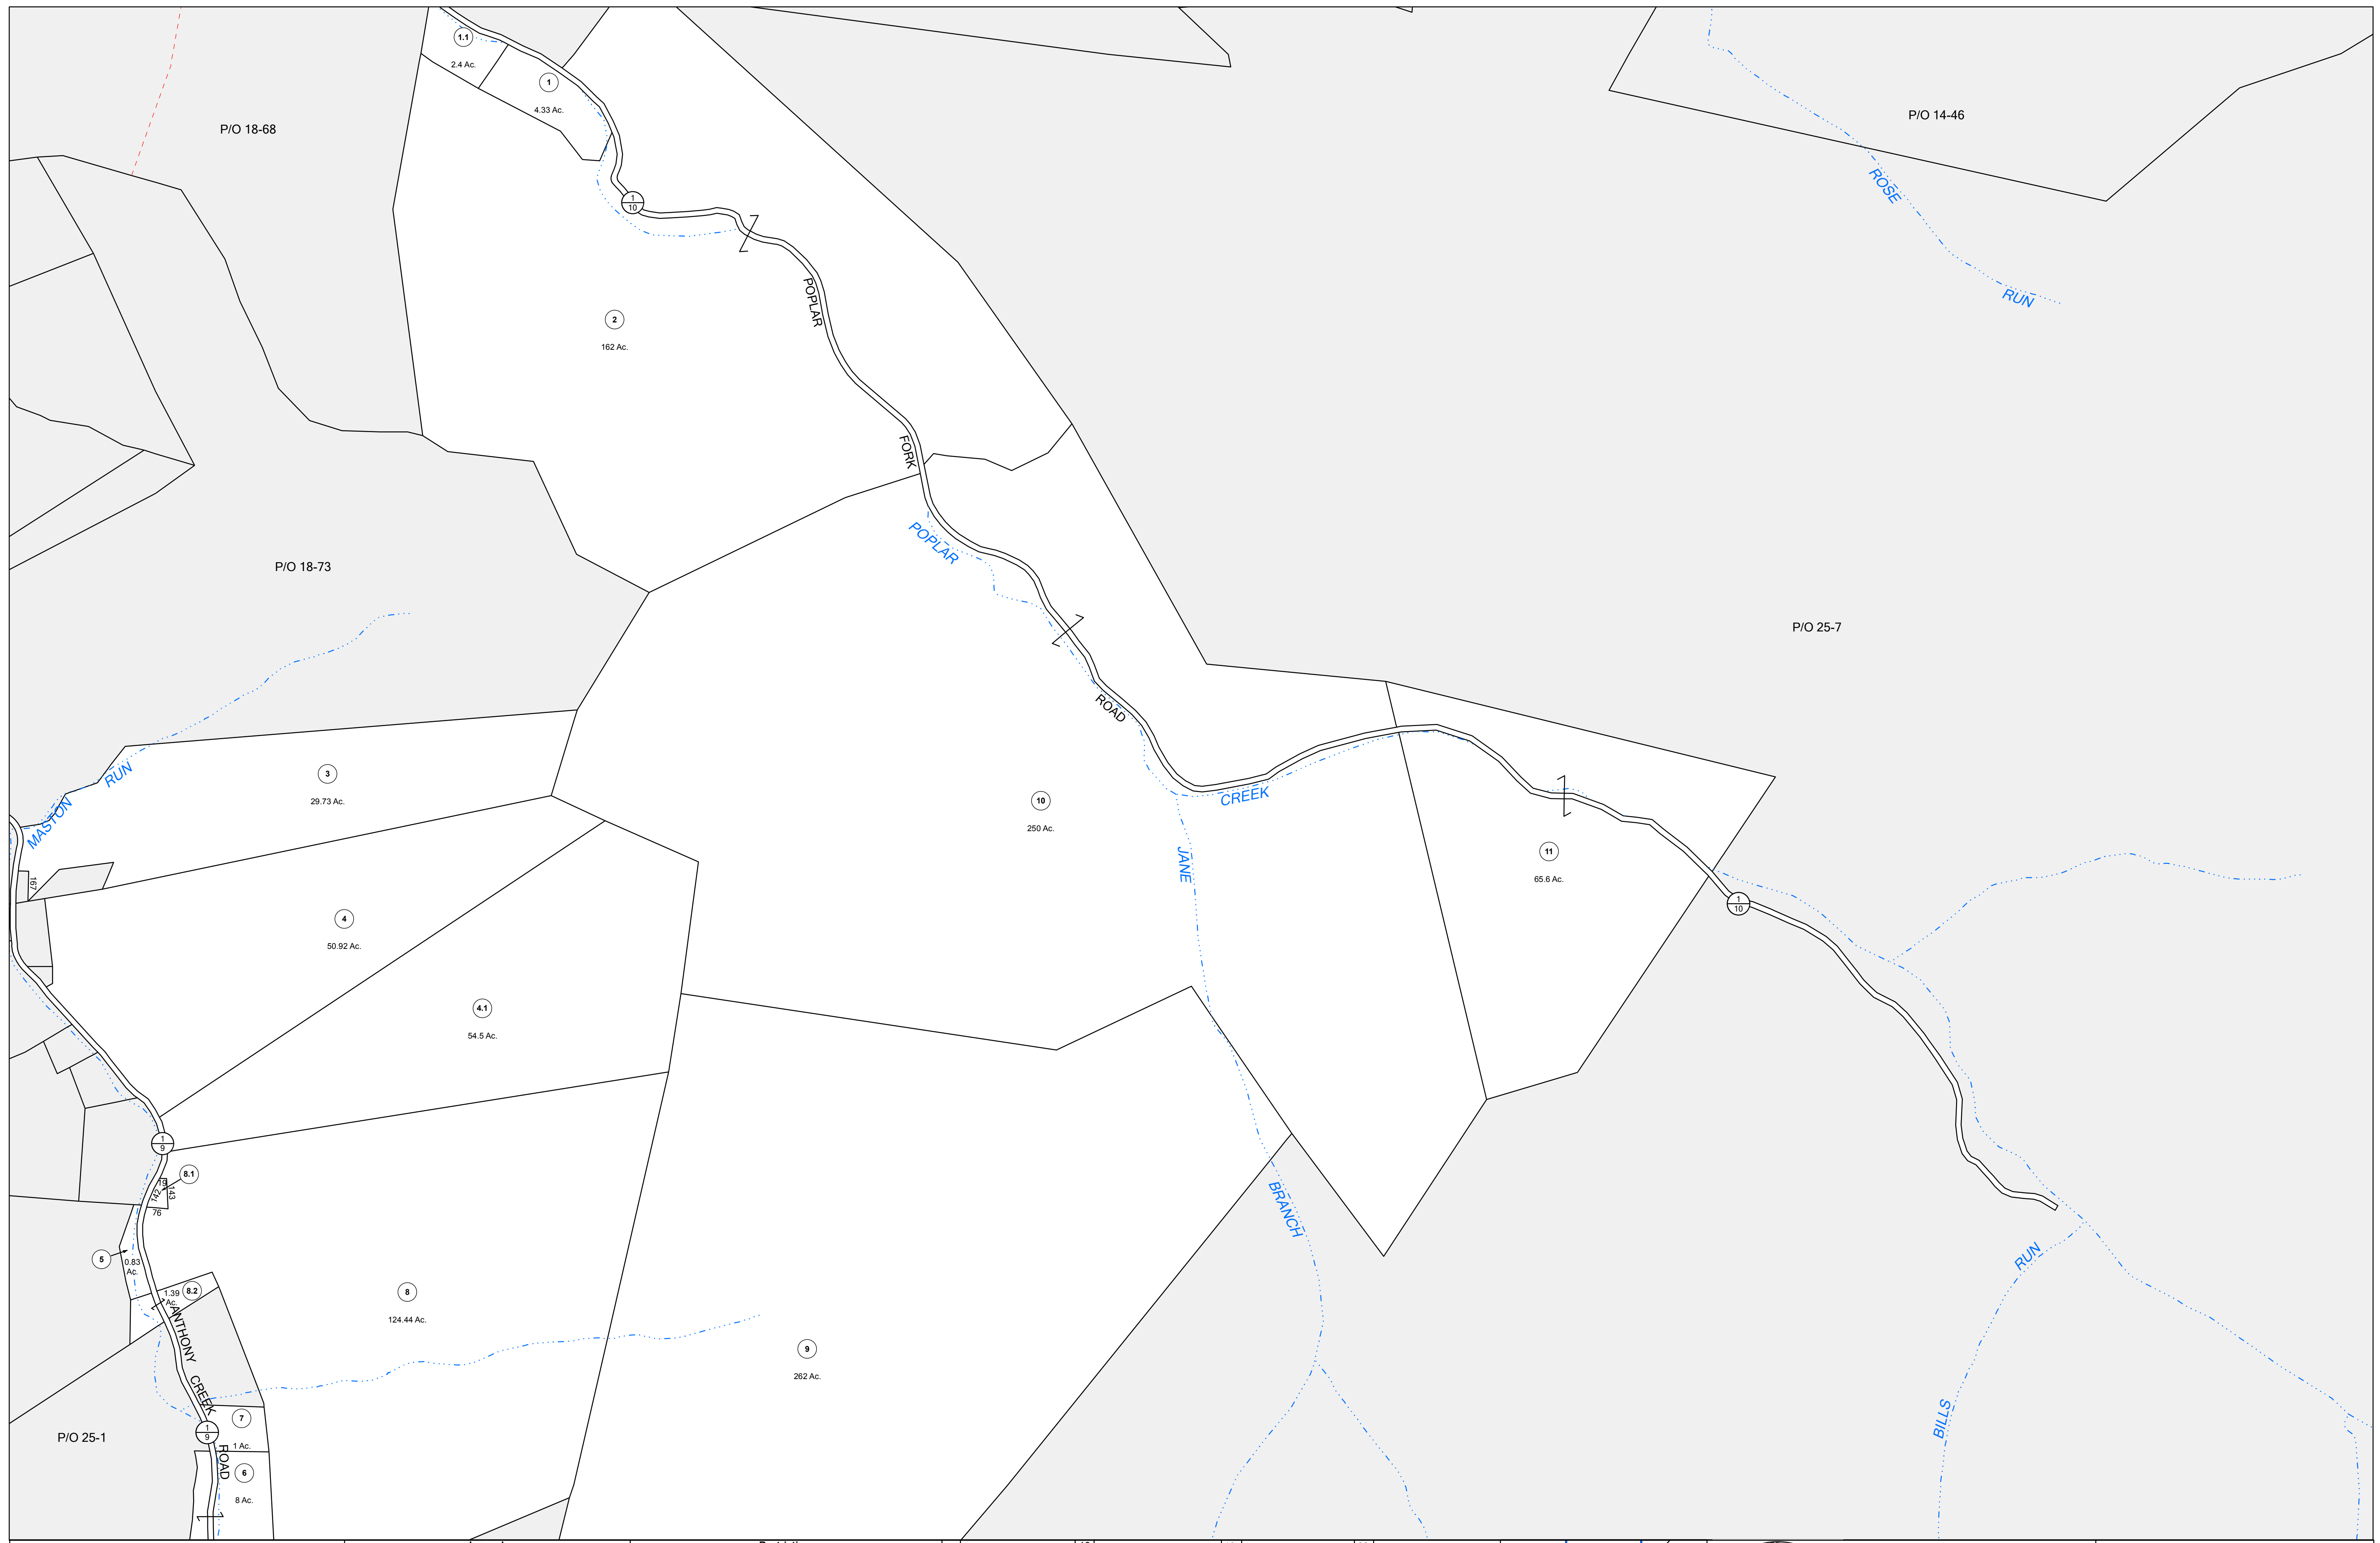 1.1
2.4 Ac.
1
4.33 Ac.
P/O 18-68
P/O 14-46
ROSE
RUN
1
10
POPLAR
FORK
ROAD
2
162 Ac.
P/O 18-73
POPLAR
CREEK
P/O 25-7
MASTON
RUN
3
29.73 Ac.
10
250 Ac.
JANE
BRANCH
11
65.6 Ac.
1
10
167
4
50.92 Ac.
4.1
54.5 Ac.
1
9
8.1
19
142
143
76
5
0.83
Ac.
8.2
1.39
Ac.
8
124.44 Ac.
9
262 Ac.
ANTHONY
CREEK
ROAD
RUN
BILLS
P/O 25-1
1
9
7
1 Ac.
6
8 Ac.